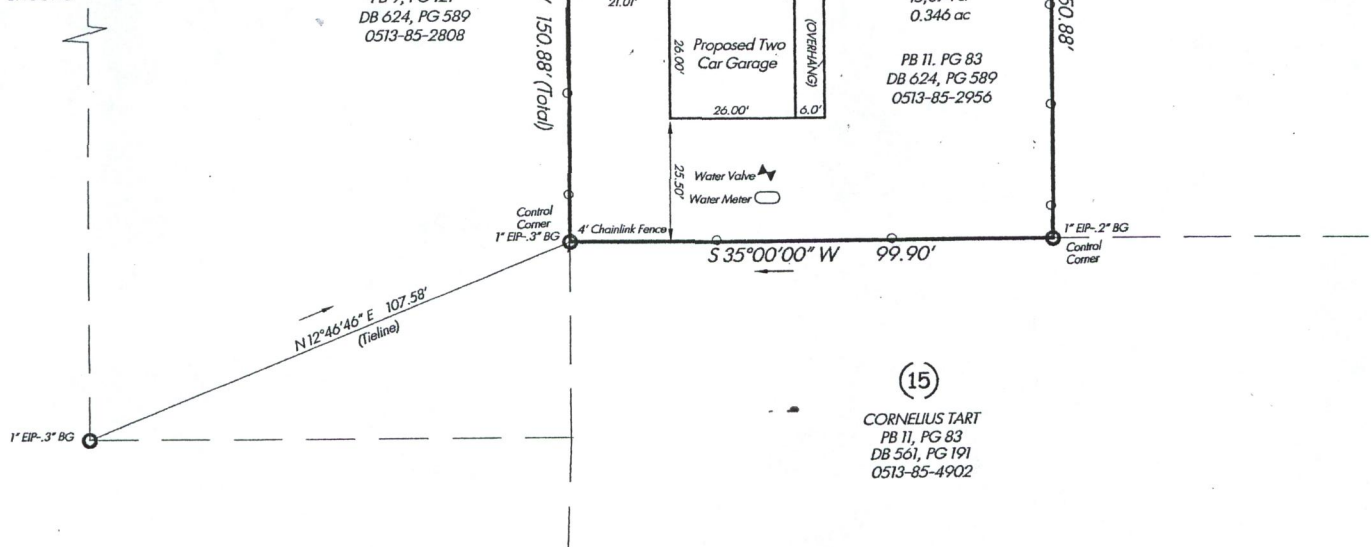 DB 624, PG 589
0513-85-2808
150.88' (Total)
21.01'
26.00'
Proposed Two
Car Garage
(OVERHANG)
26.00'
6.0'
0.346 ac
PB 11. PG 83
DB 624, PG 589
0513-85-2956
50.88'
25.50'
Water Valve
Water Meter
Control
Corner
1" EIP-.3" BG
4' Chainlink Fence
S 35°00'00" W 99.90'
1" EIP-.2" BG
Control
Corner
N 12°46'46" E 107.58'
(Tieline)
1" EIP-.3" BG
(15)
CORNELIUS TART
PB 11, PG 83
DB 561, PG 191
0513-85-4902